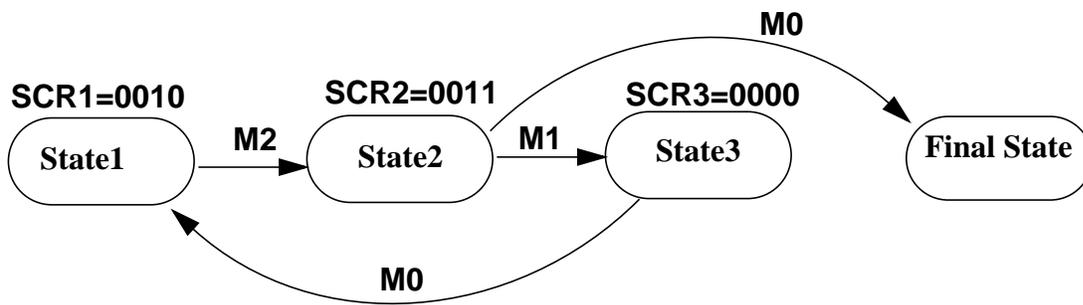 M0
SCR1=0010
SCR2=0011
SCR3=0000
State1
M2
State2
M1
State3
Final State
M0